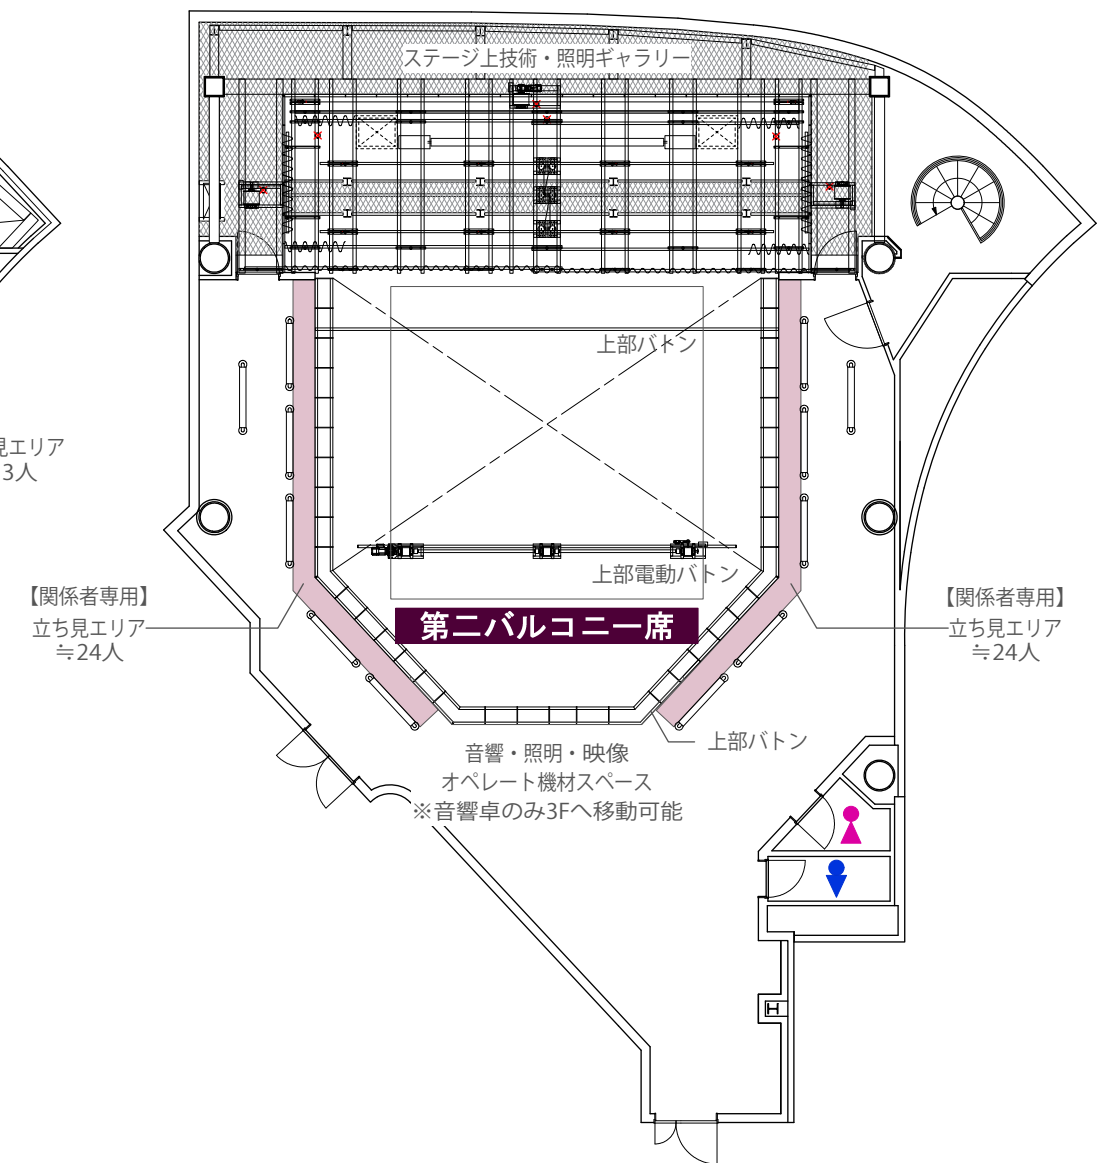 ステージ上技術・照明ギャラリー
上部バトン
見エリア
3人
上部電動バトン
【関係者専用】
立ち見エリア
≒24人
第二バルコニー席
【関係者専用】
立ち見エリア
≒24人
上部バトン
音響・照明・映像
オペレート機材スペース
※音響卓のみ3Fへ移動可能